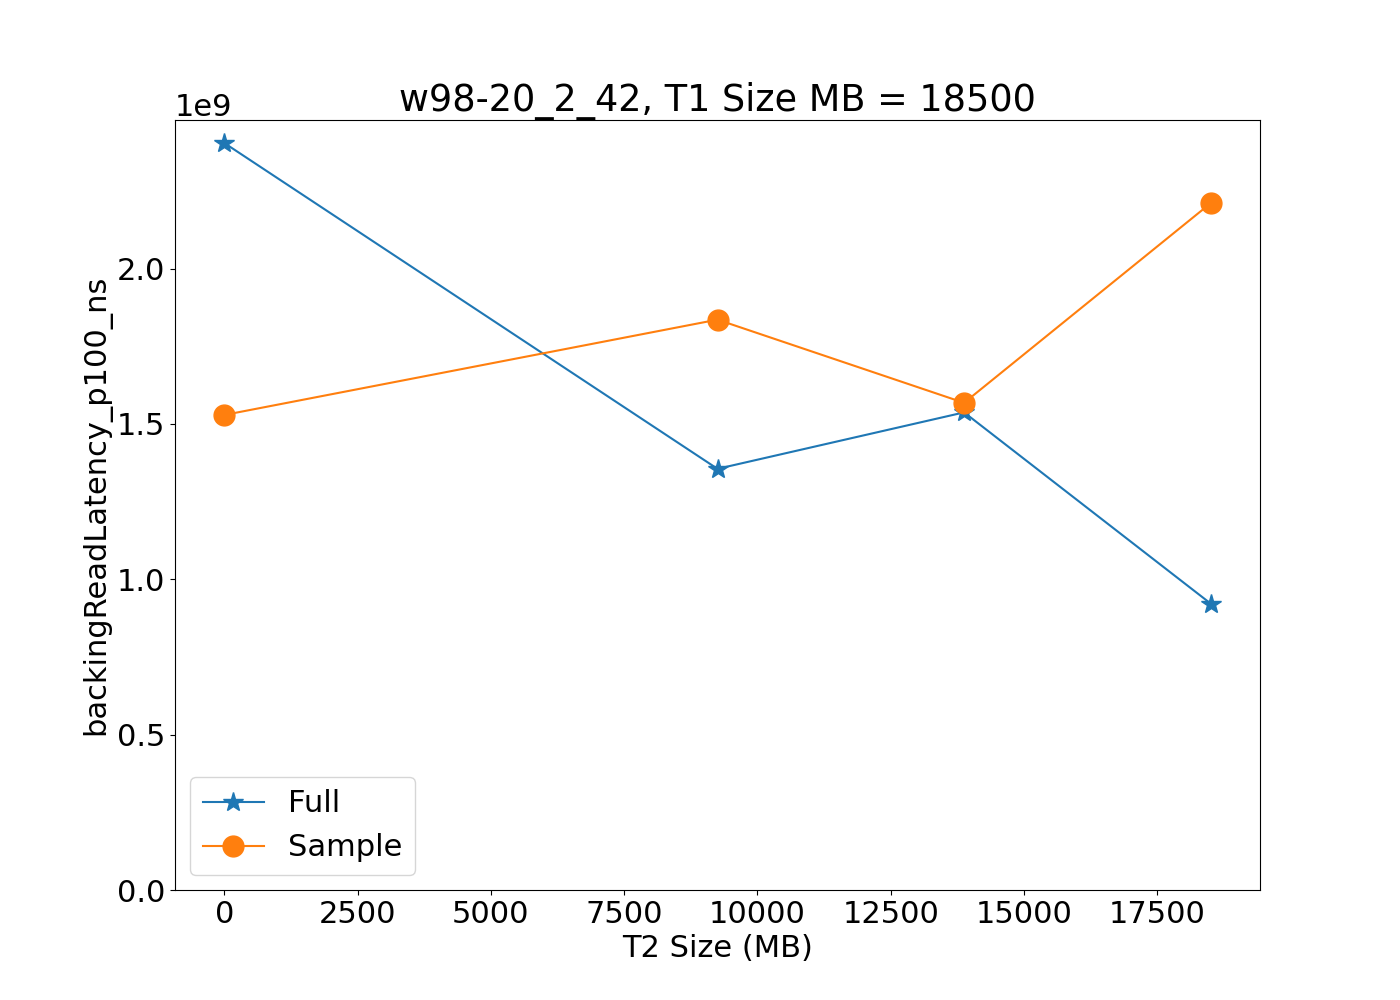 w98-20_2_42, T1 Size MB = 18500
1e9
backingReadLatency_p100_ns
2.0
1.5
1.0
0.5
0.0
Full
Sample
0 2500 5000 7500 10000 12500 15000 17500
T2 Size (MB)